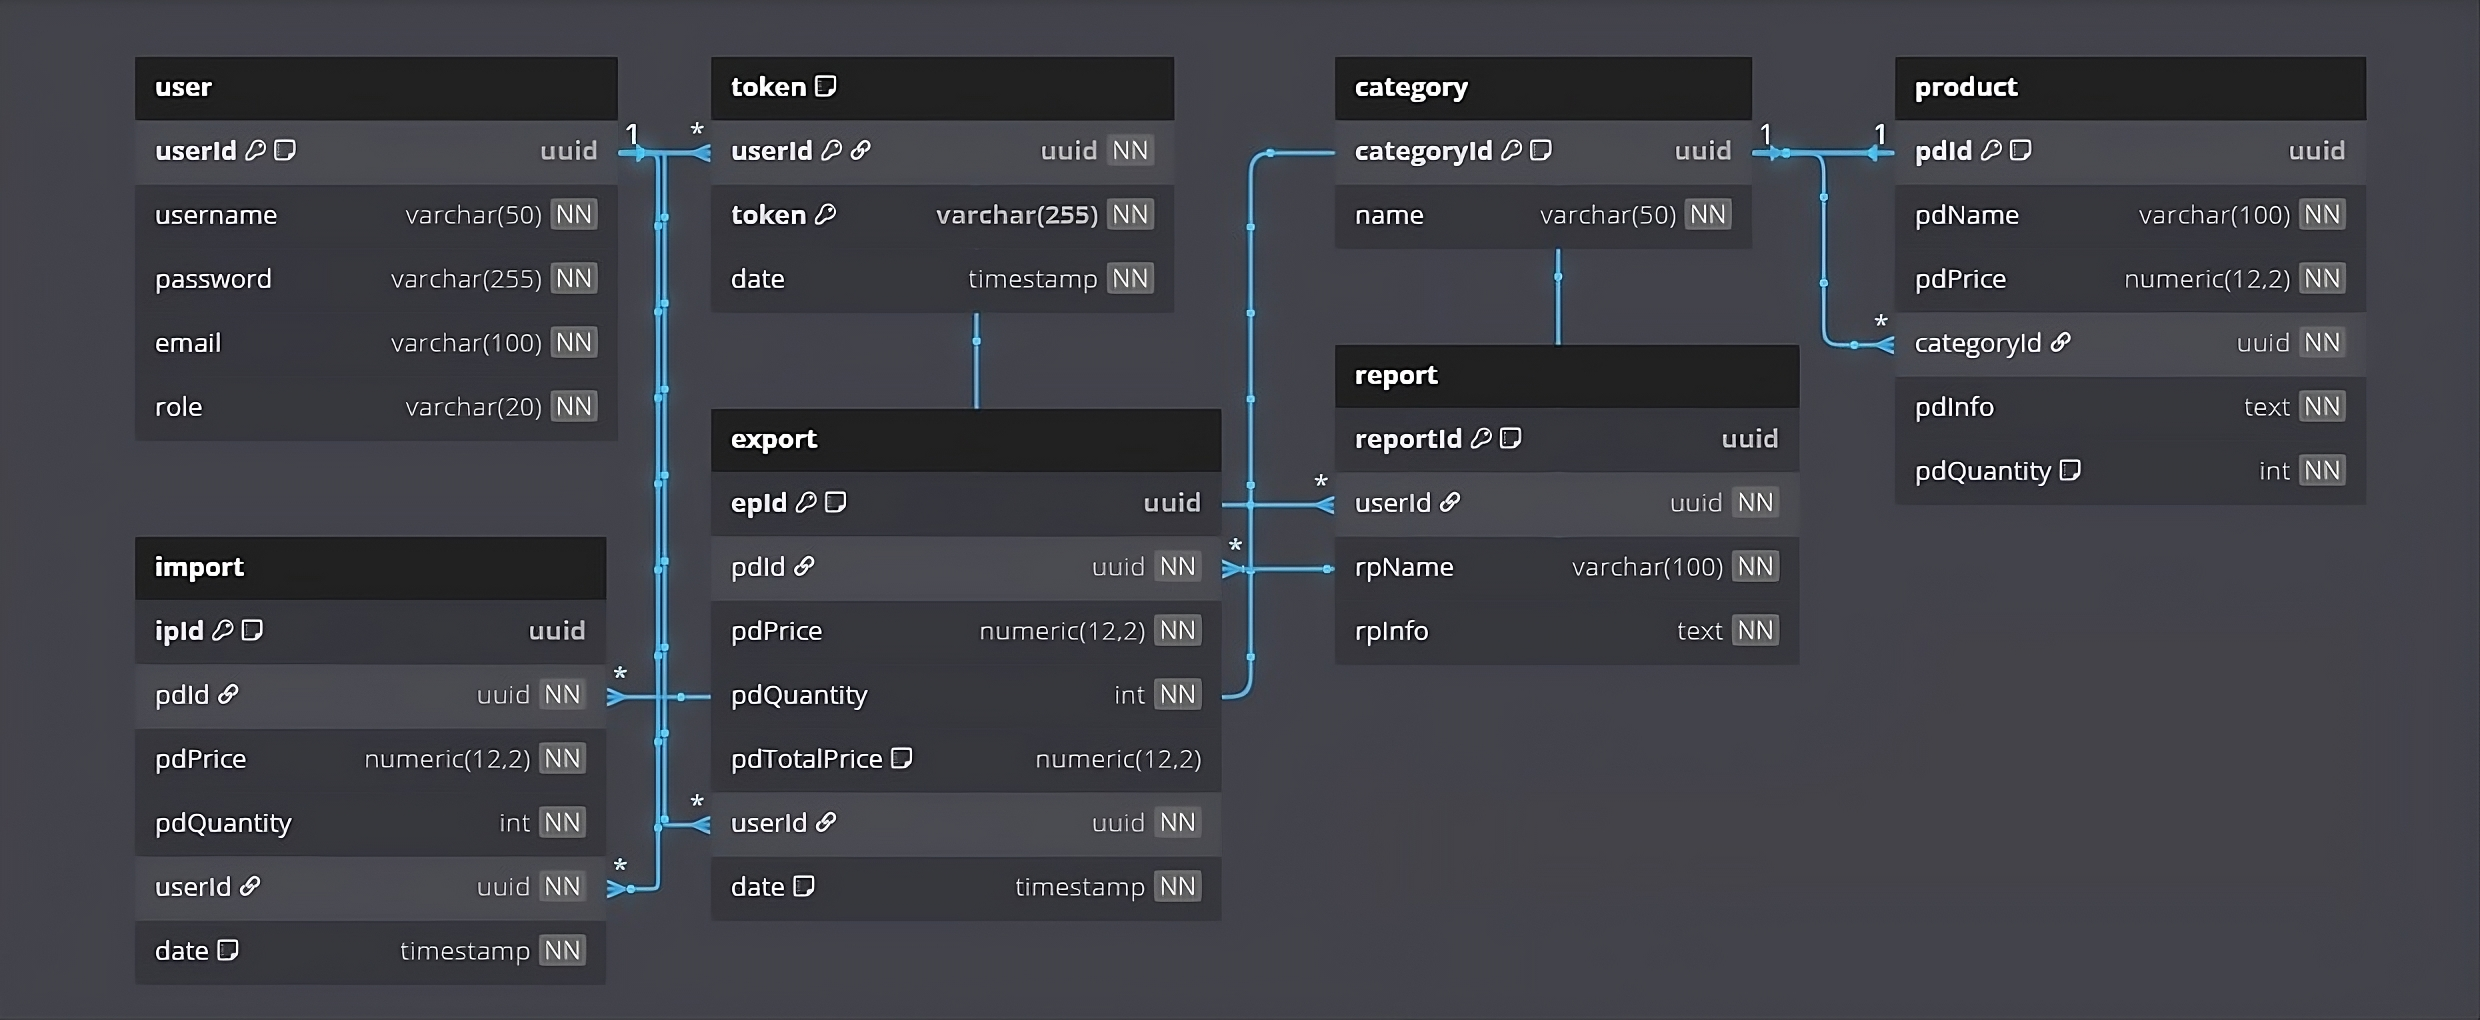 user
userId uuid
username varchar(50) NN
password varchar(255) NN
email varchar(100) NN
role varchar(20) NN
1 *
token
userId uuid NN
token varchar(255) NN
date timestamp NN
category
categoryId uuid
name varchar(50) NN
1 1
*
product
pdId uuid
pdName varchar(100) NN
pdPrice numeric(12,2) NN
categoryId uuid NN
pdInfo text NN
pdQuantity int NN
import
ipId uuid
pdId uuid NN
*
pdPrice numeric(12,2) NN
pdQuantity int NN
userId uuid NN
*
date timestamp NN
export
epId uuid
pdId uuid NN
*
pdPrice numeric(12,2) NN
pdQuantity int NN
pdTotalPrice numeric(12,2)
*
userId uuid NN
date timestamp NN
report
reportId uuid
*
userId uuid NN
rpName varchar(100) NN
rpInfo text NN